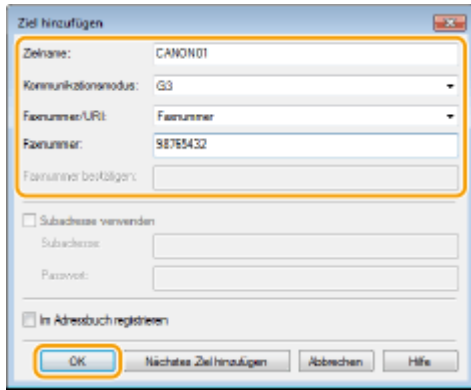 Ziel hinzufügen
Zielname: CANON01
Kommunikationsmodus: G3
Faxnummer/URI: Faxnummer
Faxnummer: 98765432
Faxnummer bestätigen:
Subadresse verwenden
Subadresse:
Passwort:
Im Adressbuch registrieren
OK Nächstes Ziel hinzufügen Abbrechen Hilfe